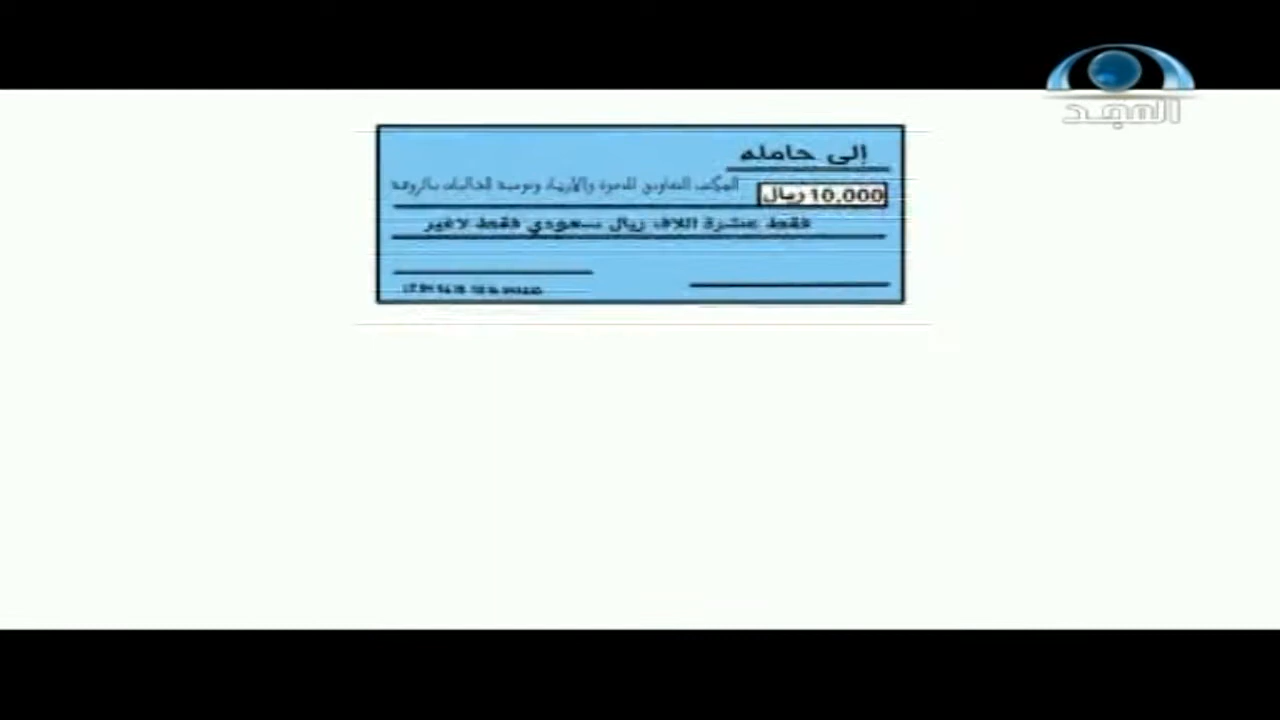 المجد
إلى حامله
10.000 ريال
المكتب التعاوني للدعوة والإرشاد وتوعية الجاليات بالروضة
فقط عشرة اللاف ريال سعودي فقط لاغير